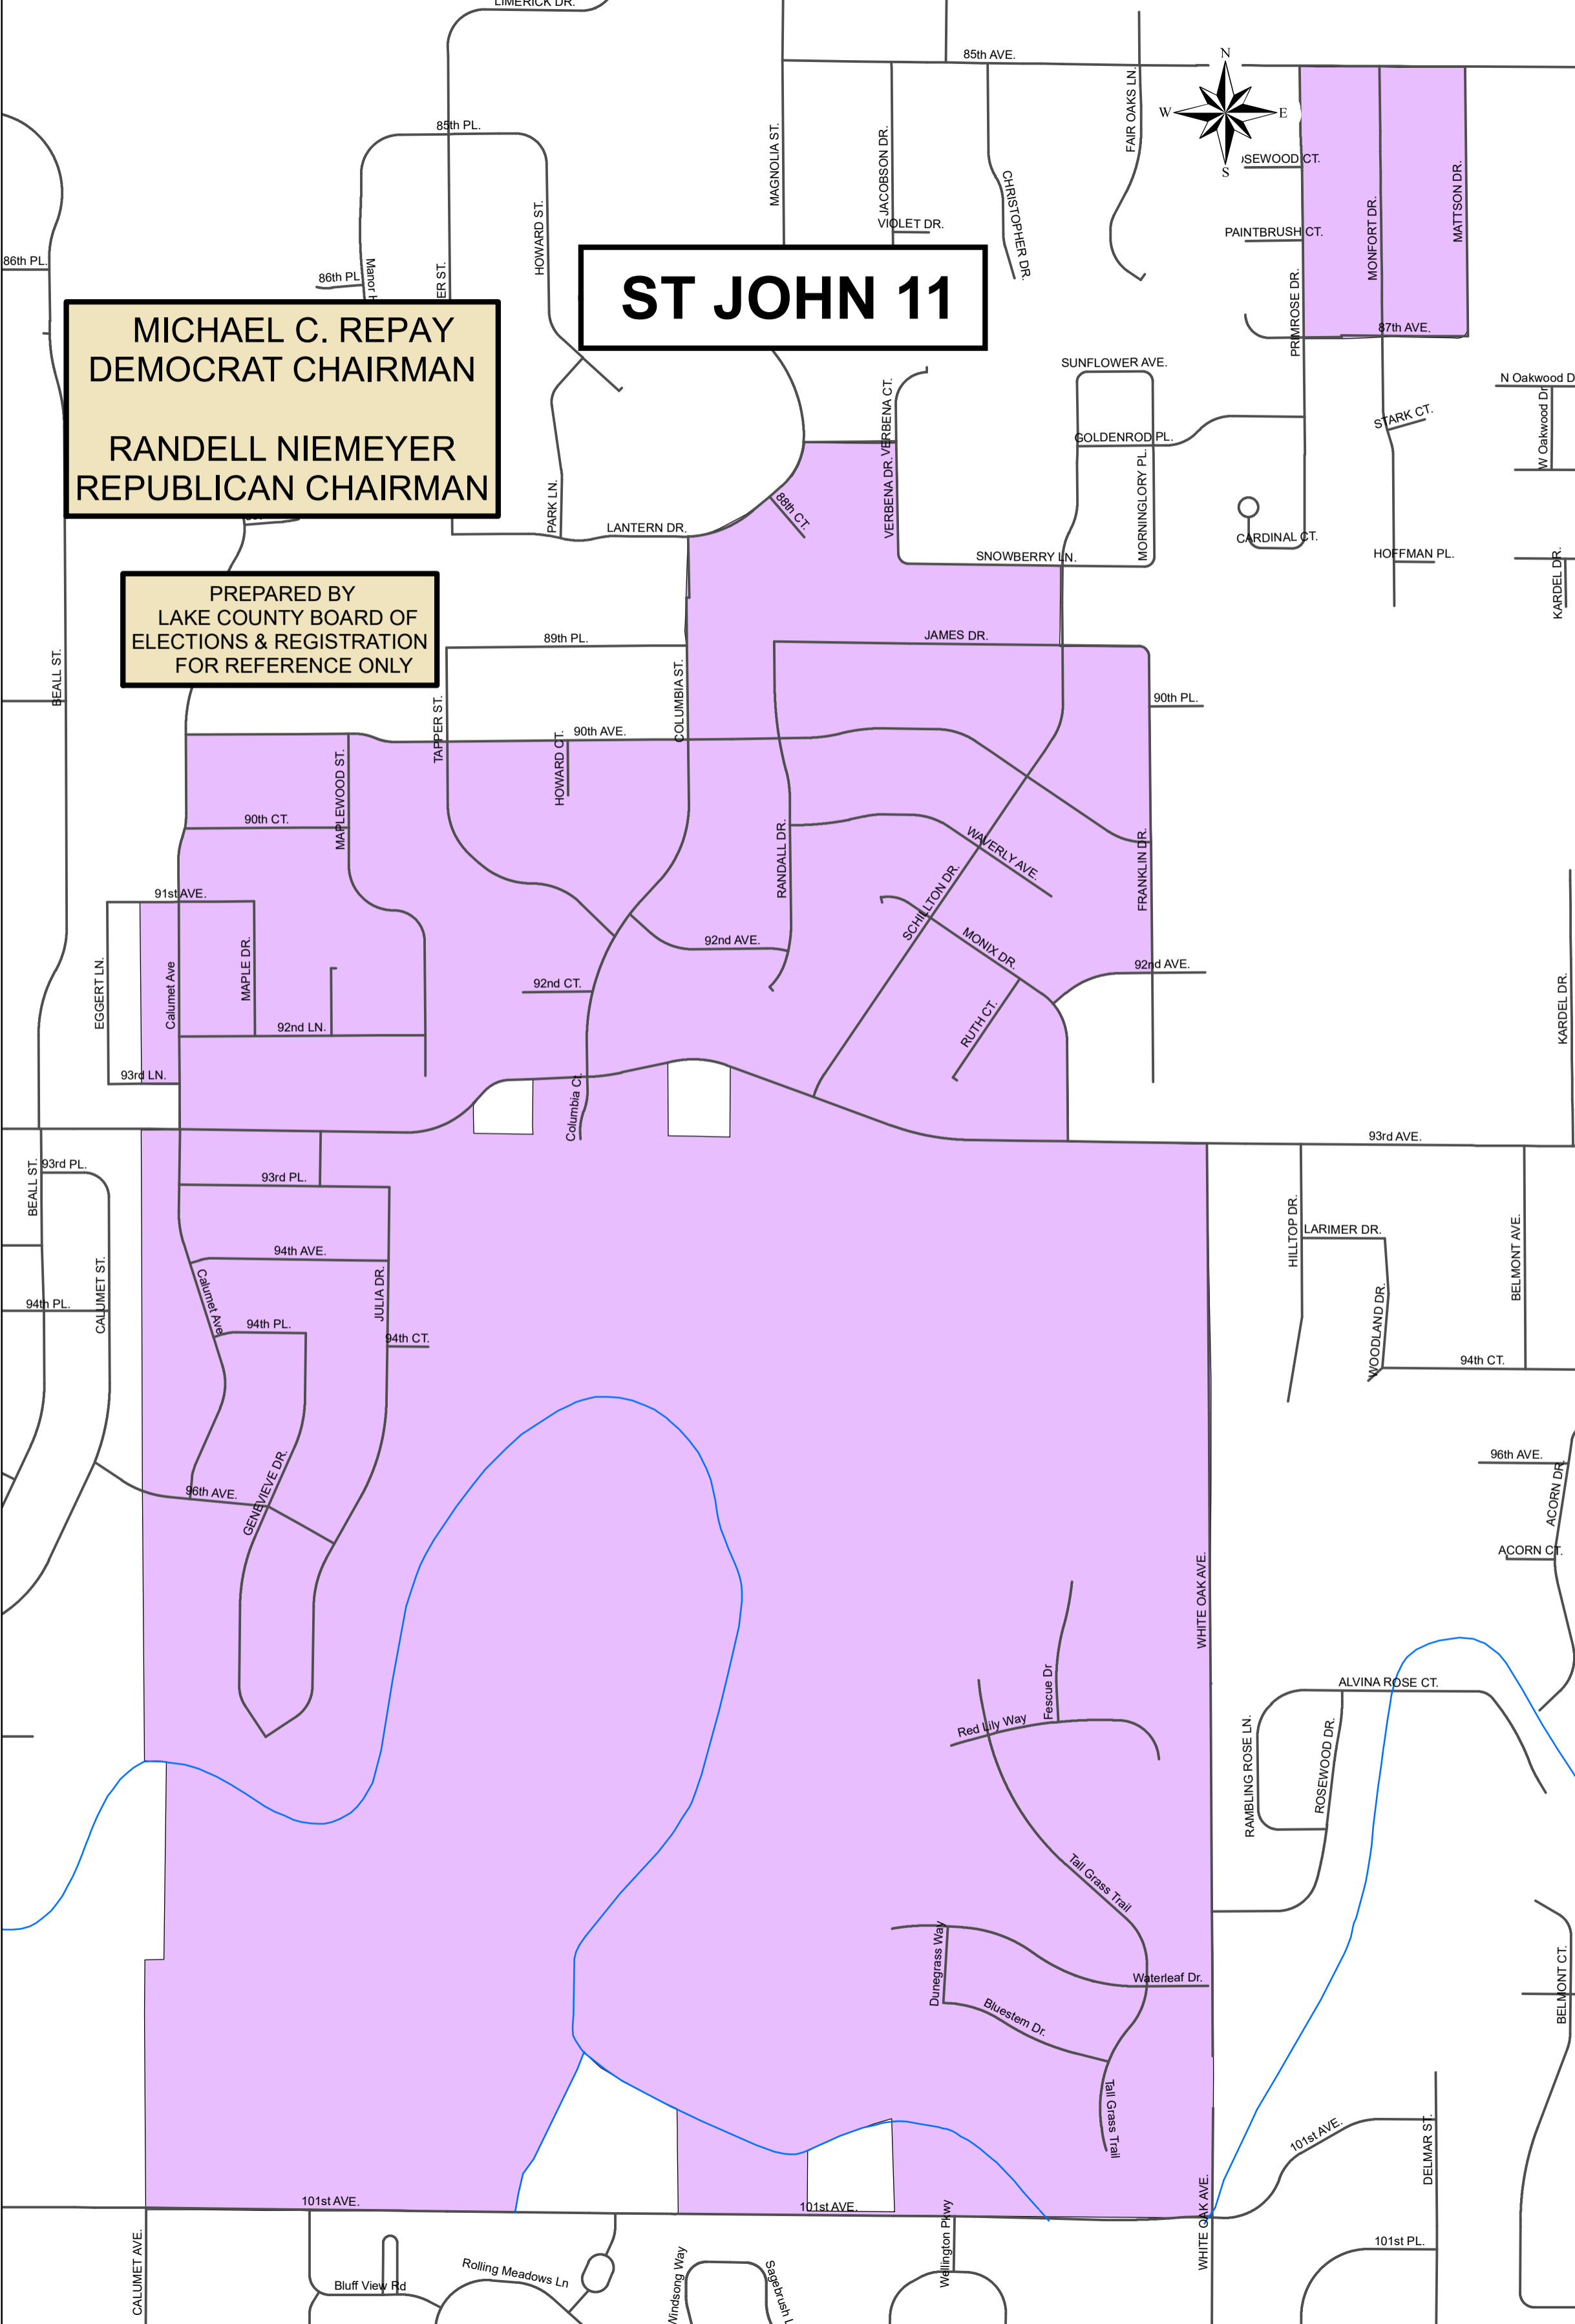 LIMERICK DR.
85th AVE.
N
W
E
S
85th PL.
MAGNOLIA ST.
JACOBSON DR.
CHRISTOPHER DR.
FAIR OAKS LN.
PAINTBRUSH CT.
PRIMROSE DR.
MONFORT DR.
MATTSON DR.
VIOLET DR.
HOWARD ST.
86th PL.
86th PL
ST JOHN 11
MICHAEL C. REPAY
DEMOCRAT CHAIRMAN
RANDELL NIEMEYER
REPUBLICAN CHAIRMAN
87th AVE.
SUNFLOWER AVE.
N Oakwood D
W Oakwood Dr
STARK CT.
GOLDENROD PL.
VERBENA CT.
VERBENA DR.
MORNINGLORY PL.
88th CT.
PARK LN.
LANTERN DR.
SNOWBERRY LN.
CARDINAL CT.
HOFFMAN PL.
KARDEL DR.
PREPARED BY
LAKE COUNTY BOARD OF
ELECTIONS & REGISTRATION
FOR REFERENCE ONLY
BEALL ST.
89th PL.
JAMES DR.
COLUMBIA ST.
TAPPER ST.
90th PL.
90th AVE.
HOWARD CT.
MAPLEWOOD ST.
90th CT.
RANDALL DR.
WAVERLY AVE.
SCHILLTON DR.
FRANKLIN DR.
91st AVE.
EGGERT LN.
Calumet Ave
MAPLE DR.
92nd AVE.
MONIX DR.
92nd AVE.
92nd CT.
RUTH CT.
92nd LN.
KARDEL DR.
93rd LN.
Columbia Ct.
93rd AVE.
BEALL ST.
93rd PL.
93rd PL.
CALUMET ST.
94th AVE.
Calumet Ave
JULIA DR.
94th PL.
94th PL.
94th CT.
HILLTOP DR.
LARIMER DR.
WOODLAND DR.
BELMONT AVE.
94th CT.
96th AVE.
GENEVIEVE DR.
96th AVE.
ACORN DR.
ACORN CT.
WHITE OAK AVE.
Fescue Dr
Red Lily Way
ALVINA ROSE CT.
RAMBLING ROSE LN.
ROSEWOOD DR.
Tall Grass Trail
Dunegrass Way
Waterleaf Dr.
Bluestem Dr.
Tall Grass Trail
BELMONT CT.
101st AVE.
DELMAR ST.
101st AVE.
101st AVE.
WHITE OAK AVE.
101st PL.
CALUMET AVE.
Bluff View Rd
Rolling Meadows Ln
Windsong Way
Sagebrush L
Wellington Pkwy